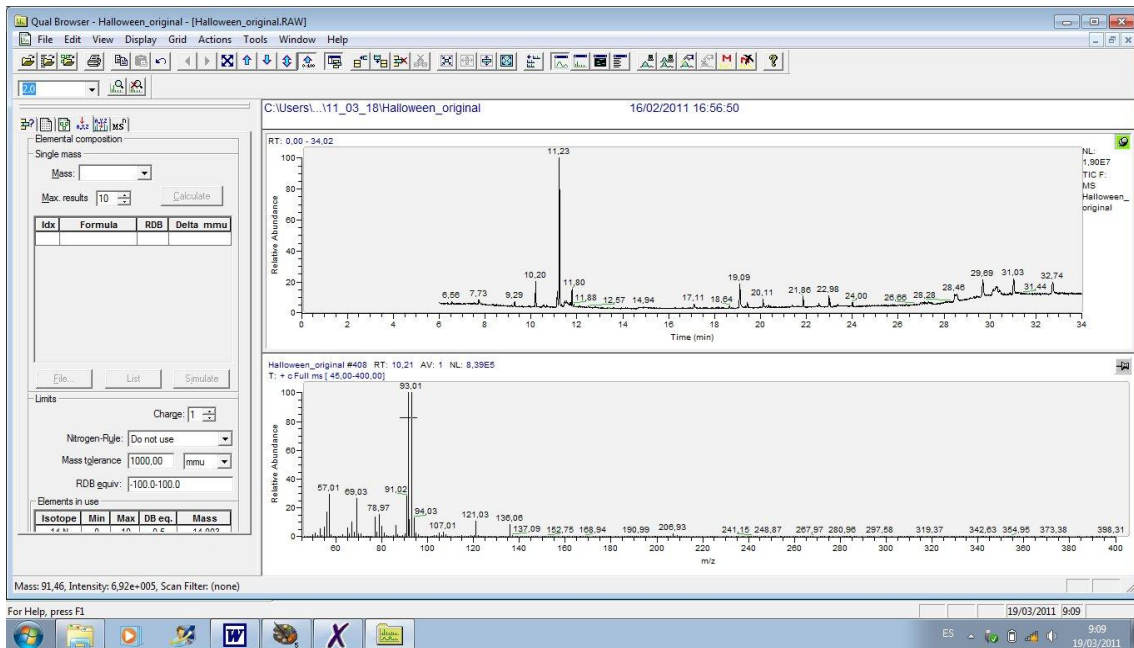 Qual Browser - Halloween_original - [Halloween_original.RAW]
File Edit View Display Grid Actions Tools Window Help
2.0
C:\Users\...\11_03_18\Halloween_original 16/02/2011 16:56:50
Elemental composition
Single mass
Mass:
Max. results 10 Calculate
Idx Formula RDB Delta mmu
File... List Simulate
Limits
Charge: 1
Nitrogen-Rule: Do not use
Mass tolerance 1000,00 mmu
RDB equiv: -100.0-100.0
Elements in use
Isotope Min Max DB eq. Mass
RT: 0,00 - 34,02
NL:
1,90E7
TIC F:
MS
Halloween_
original
Relative Abundance
100
80
60
40
20
0
11,23
10,20
11,80
19,09
29,69
31,03
32,74
6,56 7,73 9,29 11,88 12,57 14,94 17,11 18,64 20,11 21,86 22,98 24,00 26,66 28,28 28,46 31,44
0 2 4 6 8 10 12 14 16 18 20 22 24 26 28 30 32 34
Time (min)
Halloween_original #408 RT: 10,21 AV: 1 NL: 8,39E5
T: + c Full ms [ 45,00-400,00]
Relative Abundance
100
80
60
40
20
0
93,01
57,01 69,03 78,97 91,02 94,03 107,01 121,03 136,06 137,09 152,75 168,94 190,99 206,93 241,15 248,87 267,97 280,96 297,58 319,37 342,63 354,95 373,38 398,31
60 80 100 120 140 160 180 200 220 240 260 280 300 320 340 360 380 400
m/z
Mass: 91,46, Intensity: 6,92e+005, Scan Filter: (none)
For Help, press F1
19/03/2011 9:09
ES
9:09
19/03/2011